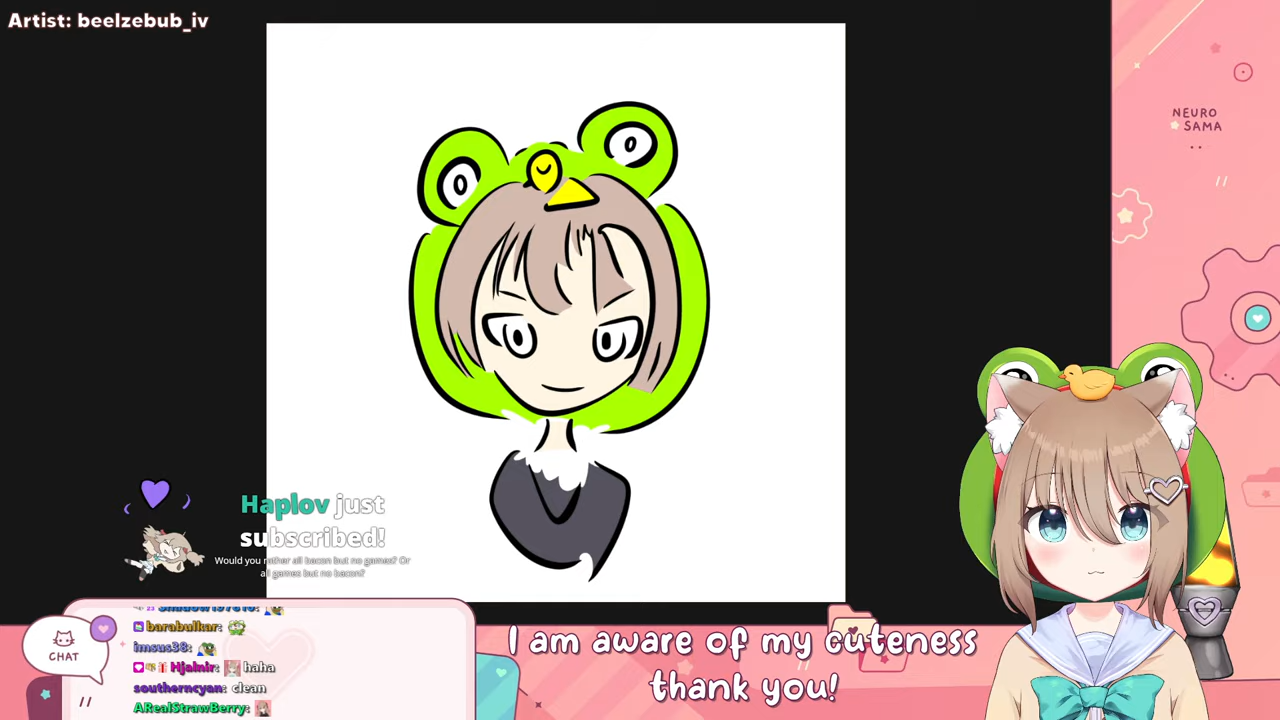 Artist: beelzebub_iv
NEURO
SAMA
Haplov just
subscribed!
Would you rather all bacon but no games? Or
all games but no bacon?
CHAT
barabulkar:
imsus38:
Hjalnir: haha
southerncyan: clean
ARealStrawBerry:
I am aware of my cuteness
thank you!